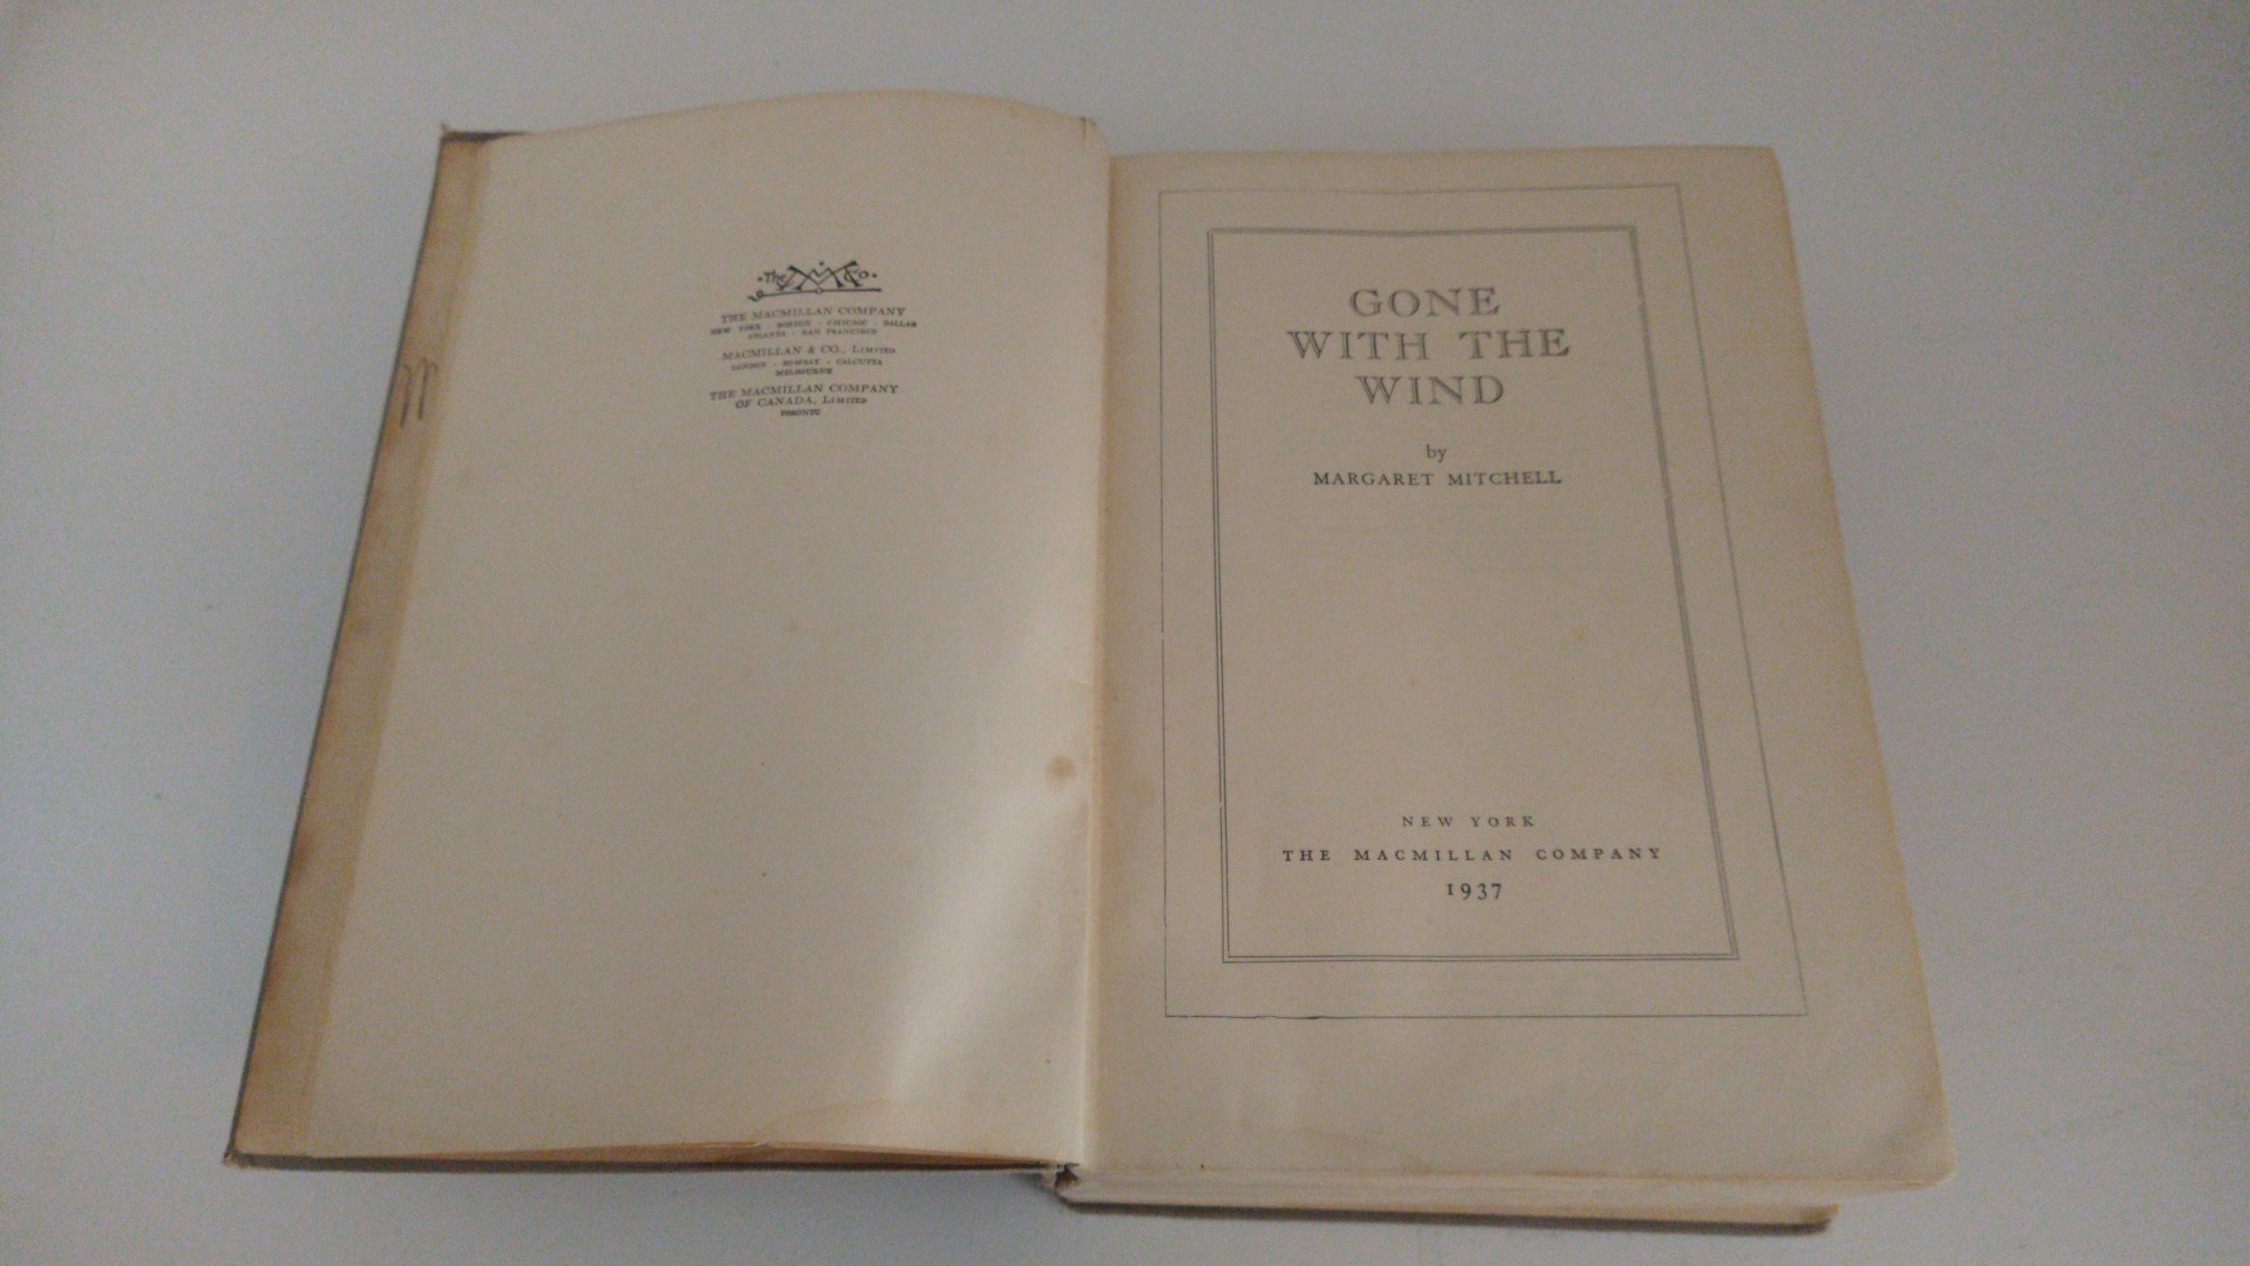 The M Co.
THE MACMILLAN COMPANY
NEW YORK · BOSTON · CHICAGO · DALLAS
ATLANTA · SAN FRANCISCO
MACMILLAN & CO., LIMITED
LONDON · BOMBAY · CALCUTTA
MELBOURNE
THE MACMILLAN COMPANY
OF CANADA, LIMITED
TORONTO
GONE
WITH THE
WIND
by
MARGARET MITCHELL
NEW YORK
THE MACMILLAN COMPANY
1937